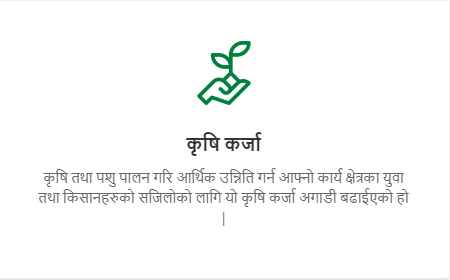 कृषि कर्जा
कृषि तथा पशु पालन गरि आर्थिक उन्निति गर्न आफ्नो कार्य क्षेत्रका युवा
तथा किसानहरुको सजिलोको लागि यो कृषि कर्जा अगाडी बढाईएको हो
|